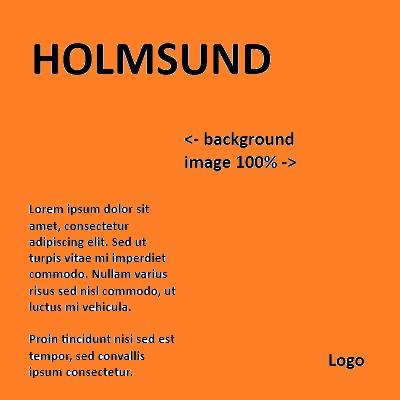 HOLMSUND
<- background
image 100% ->
Lorem ipsum dolor sit
amet, consectetur
adipiscing elit. Sed ut
turpis vitae mi imperdiet
commodo. Nullam varius
risus sed nisl commodo, ut
luctus mi vehicula.
Proin tincidunt nisi sed est
tempor, sed convallis
ipsum consectetur.
Logo